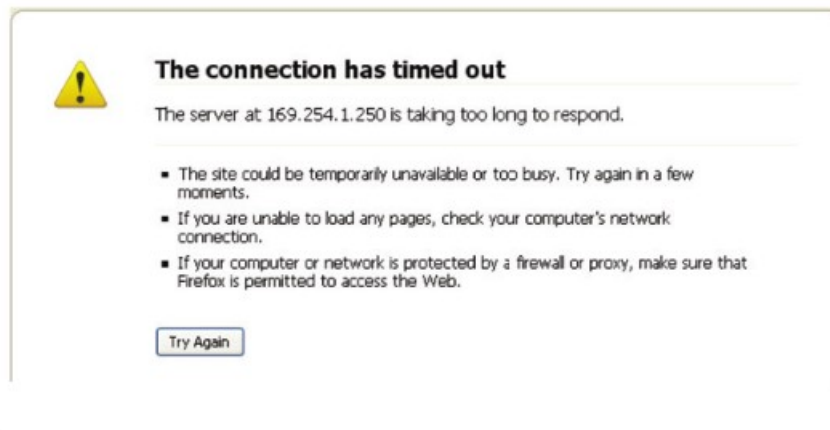 The connection has timed out
The server at 169.254.1.250 is taking too long to respond.
▪ The site could be temporarily unavailable or too busy. Try again in a few
moments.
▪ If you are unable to load any pages, check your computer's network
connection.
▪ If your computer or network is protected by a firewall or proxy, make sure that
Firefox is permitted to access the Web.
Try Again